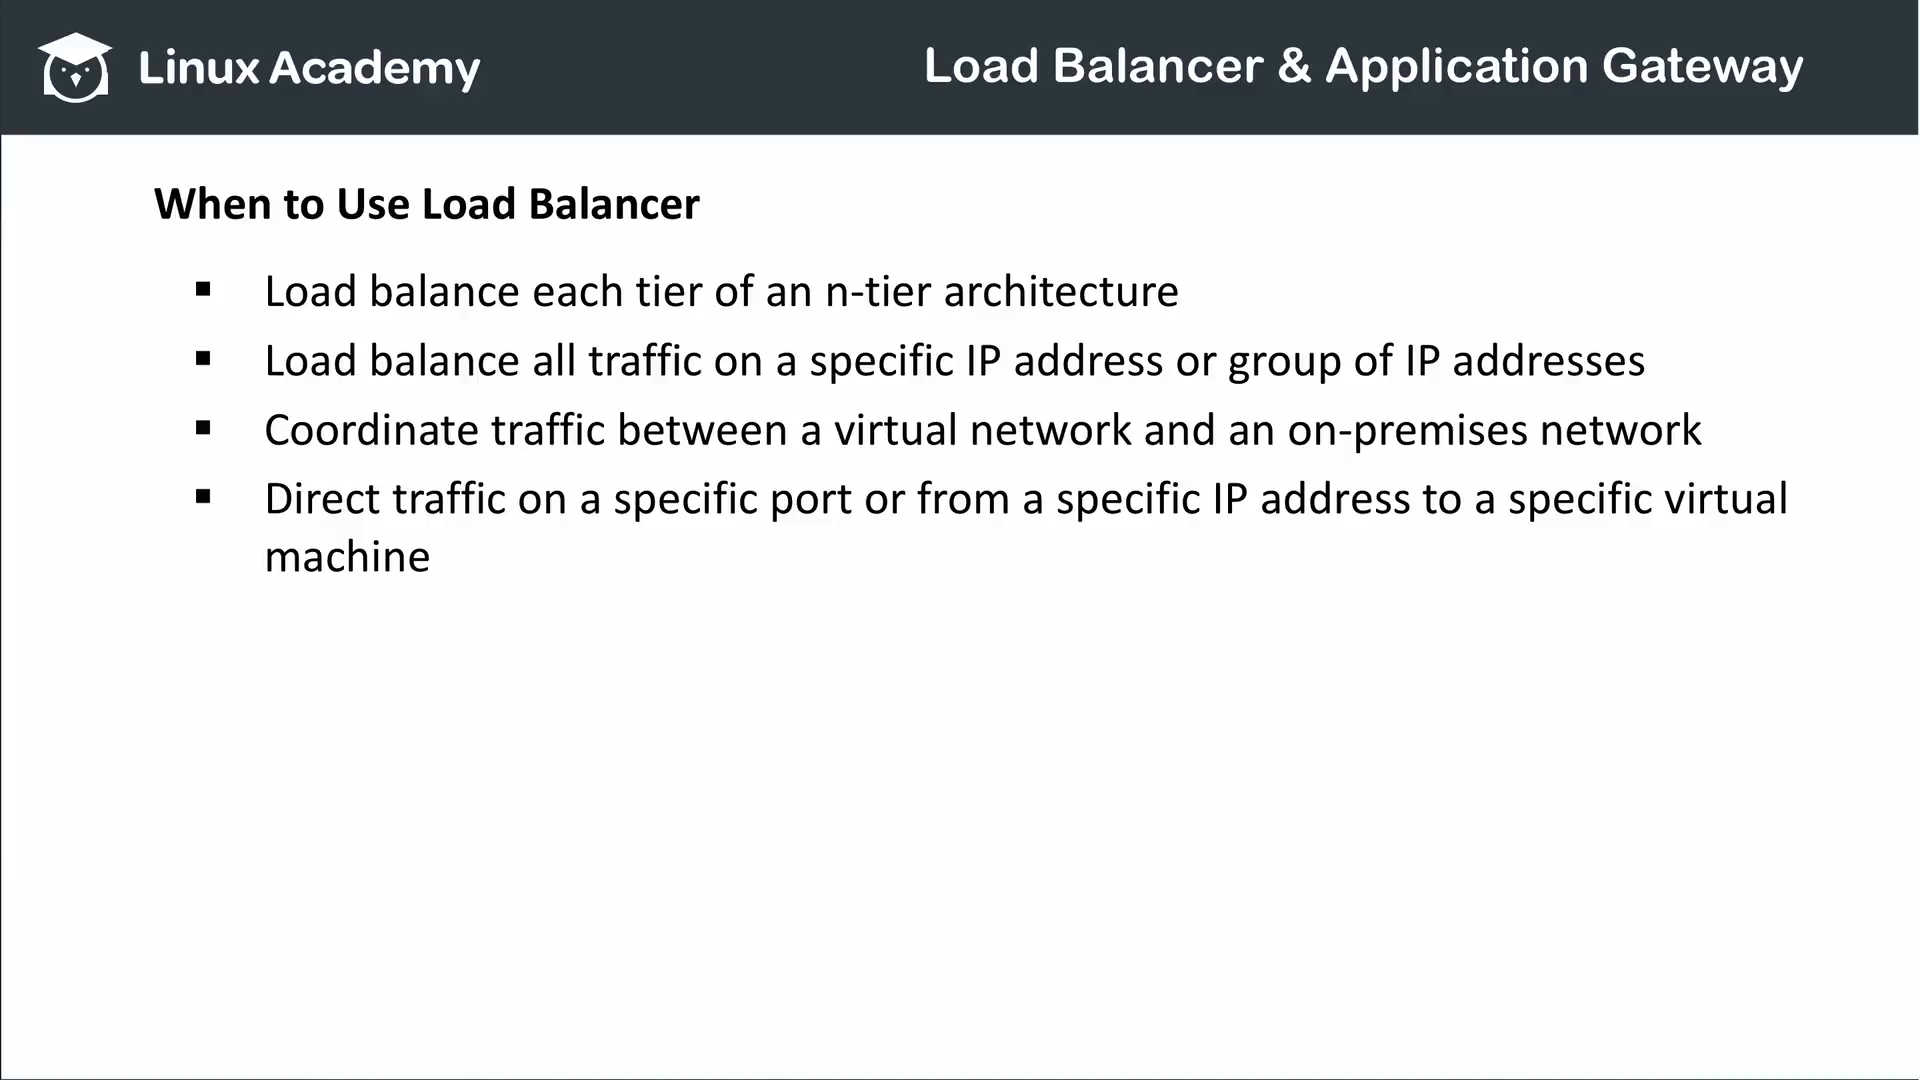 Linux Academy
Load Balancer & Application Gateway
When to Use Load Balancer
▪ Load balance each tier of an n-tier architecture
▪ Load balance all traffic on a specific IP address or group of IP addresses
▪ Coordinate traffic between a virtual network and an on-premises network
▪ Direct traffic on a specific port or from a specific IP address to a specific virtual
machine